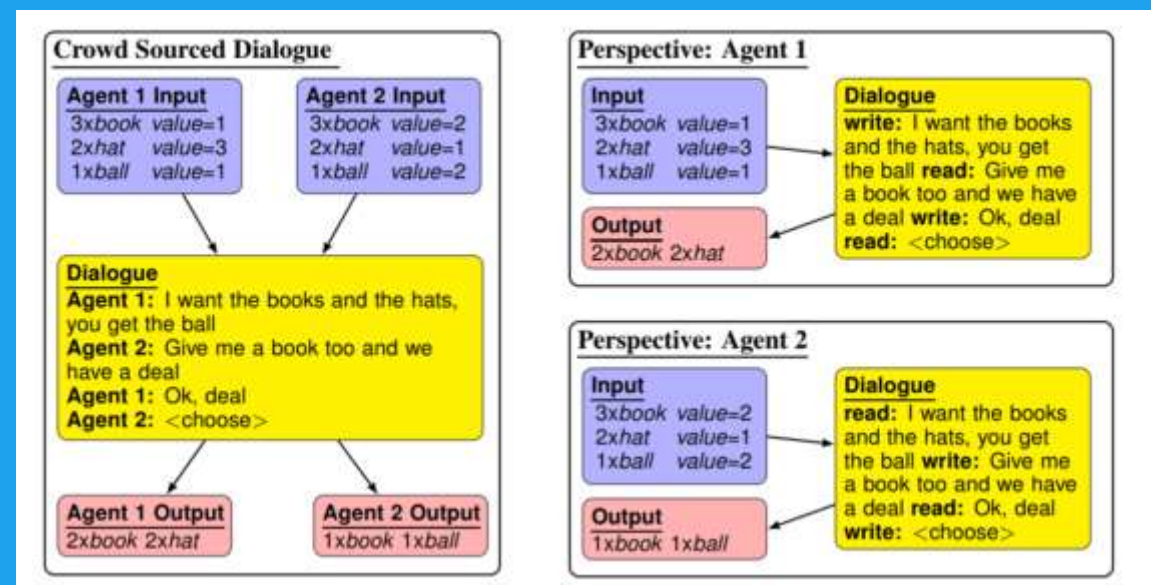 Crowd Sourced Dialogue
Agent 1 Input
3xbook value=1
2xhat value=3
1xball value=1
Agent 2 Input
3xbook value=2
2xhat value=1
1xball value=2
Dialogue
Agent 1: I want the books and the hats,
you get the ball
Agent 2: Give me a book too and we
have a deal
Agent 1: Ok, deal
Agent 2: <choose>
Agent 1 Output
2xbook 2xhat
Agent 2 Output
1xbook 1xball
Perspective: Agent 1
Input
3xbook value=1
2xhat value=3
1xball value=1
Output
2xbook 2xhat
Dialogue
write: I want the books
and the hats, you get
the ball read: Give me
a book too and we have
a deal write: Ok, deal
read: <choose>
Perspective: Agent 2
Input
3xbook value=2
2xhat value=1
1xball value=2
Output
1xbook 1xball
Dialogue
read: I want the books
and the hats, you get
the ball write: Give me
a book too and we have
a deal read: Ok, deal
write: <choose>